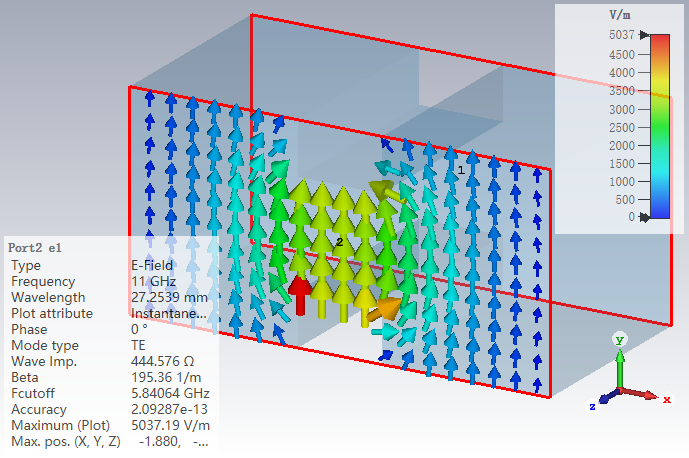 V/m
5037
4500
4000
3500
3000
2500
2000
1500
1000
500
0
1
2
Port2 e1
Type E-Field
Frequency 11 GHz
Wavelength 27.2539 mm
Plot attribute Instantane...
Phase 0 °
Mode type TE
Wave Imp. 444.576 Ω
Beta 195.36 1/m
Fcutoff 5.84064 GHz
Accuracy 2.09287e-13
Maximum (Plot) 5037.19 V/m
Max. pos. (X, Y, Z) -1.880, -...
y
z
x